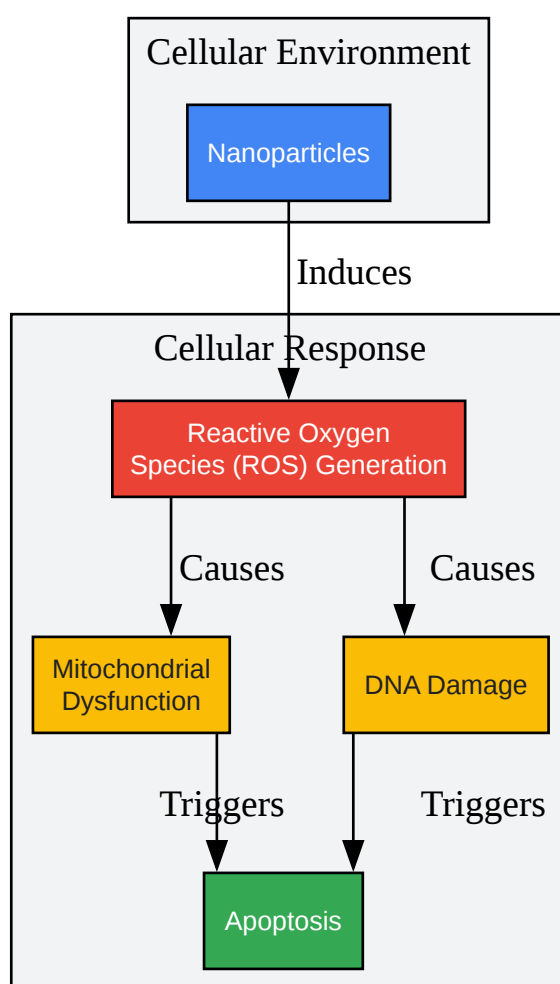 Cellular Environment
Nanoparticles
Induces
Cellular Response
Reactive Oxygen
Species (ROS) Generation
Causes
Causes
Mitochondrial
Dysfunction
DNA Damage
Triggers
Triggers
Apoptosis